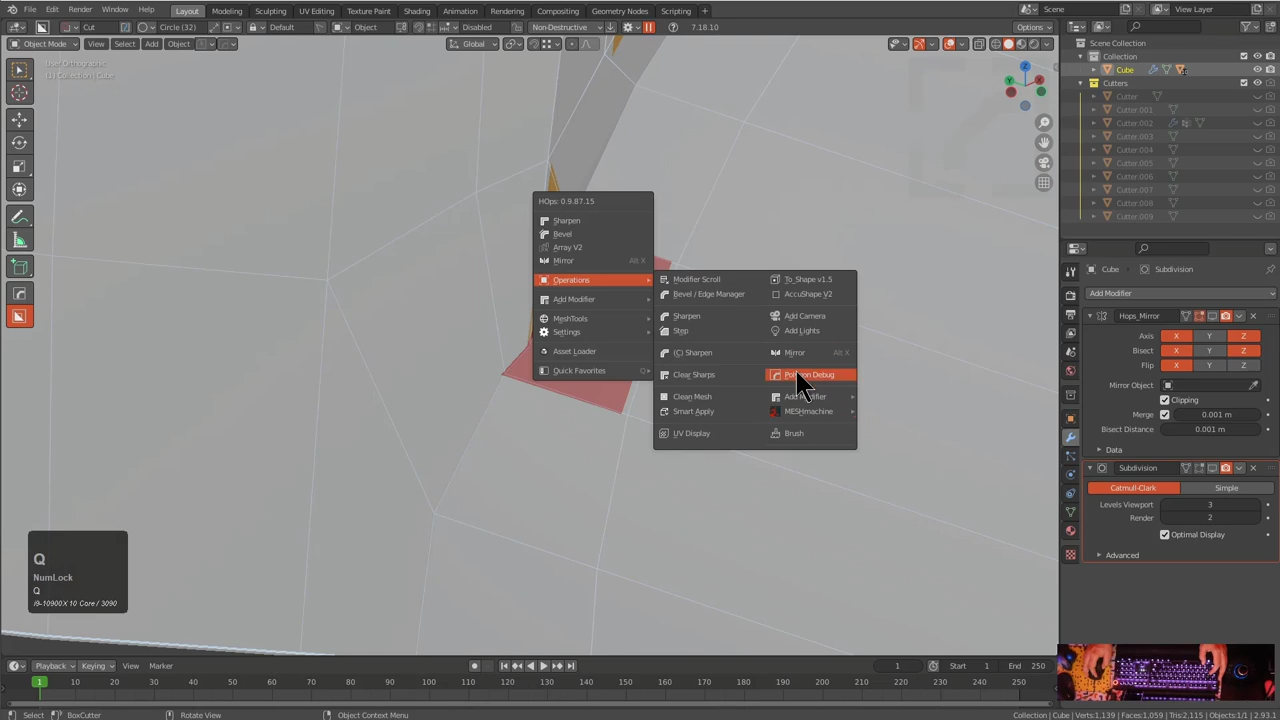 File Edit Render Window Help Layout Modeling Sculpting UV Editing Texture Paint Shading Animation Rendering Compositing Geometry Nodes Scripting + Scene View Layer
Cut Circle (32) Default Disabled Non-Destructive 7.18.10 Options
Object Mode View Select Add Object Global
User Orthographic
(1) Collection | Cube
Z
Y
X
Scene Collection
Collection
Cube
Cutters
Cutter
Cutter.001
Cutter.002
Cutter.003
Cutter.004
Cutter.005
Cutter.006
Cutter.007
Cutter.008
Cutter.009
HOps: 0.9.87.15
Sharpen
Bevel
Array V2
Mirror Alt X
Operations
Add Modifier
MeshTools
Settings
Asset Loader
Quick Favorites Q
Modifier Scroll
Bevel / Edge Manager
Sharpen
Step
(C) Sharpen
Clear Sharps
Clean Mesh
Smart Apply
UV Display
To_Shape v1.5
AccuShape V2
Add Camera
Add Lights
Mirror Alt X
Debug
MESHmachine
Brush
Cube Subdivision
Add Modifier
Hops_Mirror
Axis X Y Z
Bisect X Y Z
Flip X Y Z
Mirror Object
Clipping
Merge 0.001 m
Bisect Distance 0.001 m
Data
Subdivision
Catmull-Clark Simple
Levels Viewport 3
Render 2
Optimal Display
Advanced
Q
NumLock
Q
i9-10900X 10 Core / 3090
Playback Keying View Marker 1 Start 1 End 250
1 10 20 30 40 50 60 70 80 90 100 110 120 130 140 150 160 170 180 190 200 210 220 230 240 250
Select BoxCutter Rotate View Object Context Menu Collection | Cube | Verts:1,139 | Faces:1,059 | Tris:2,115 | Objects:1/1 | 2.93.1